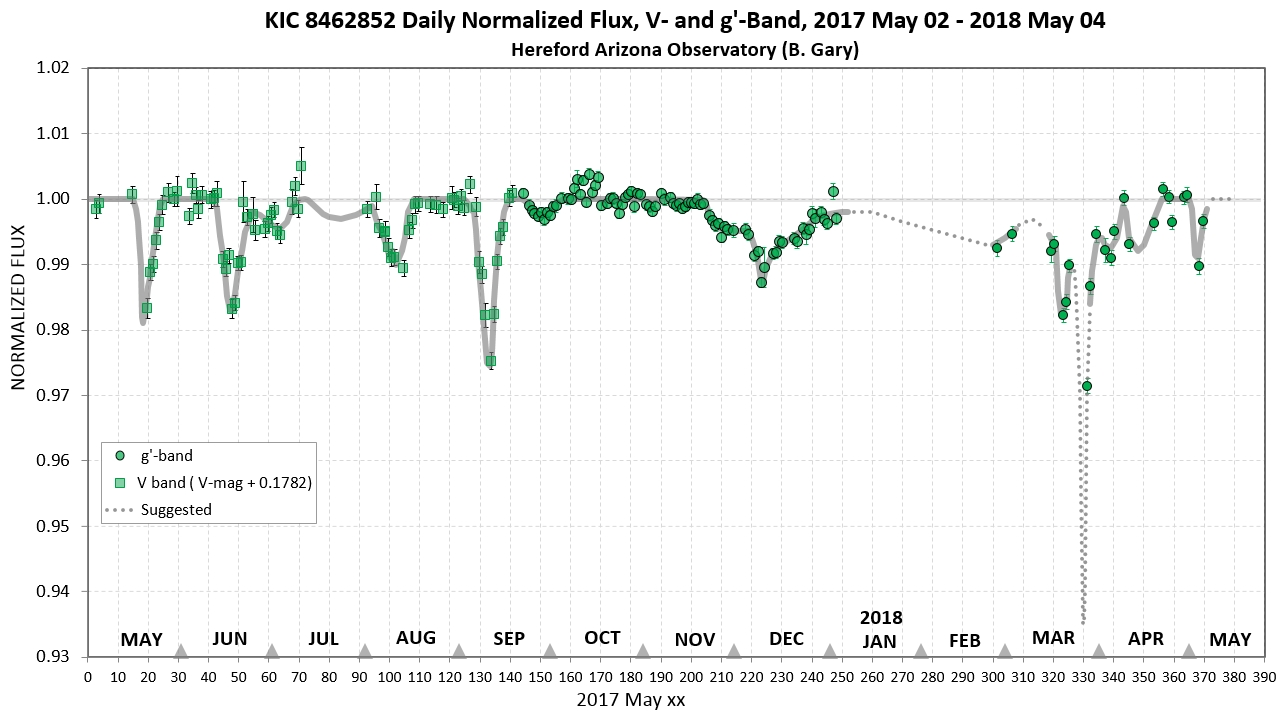 KIC 8462852 Daily Normalized Flux, V- and g'-Band, 2017 May 02 - 2018 May 04
Hereford Arizona Observatory (B. Gary)
1.02
1.01
1.00
0.99
0.98
0.97
0.96
0.95
0.94
0.93
NORMALIZED FLUX
g'-band
V band ( V-mag + 0.1782)
Suggested
2018
MAY JUN JUL AUG SEP OCT NOV DEC JAN FEB MAR APR MAY
0 10 20 30 40 50 60 70 80 90 100 110 120 130 140 150 160 170 180 190 200 210 220 230 240 250 260 270 280 290 300 310 320 330 340 350 360 370 380 390
2017 May xx